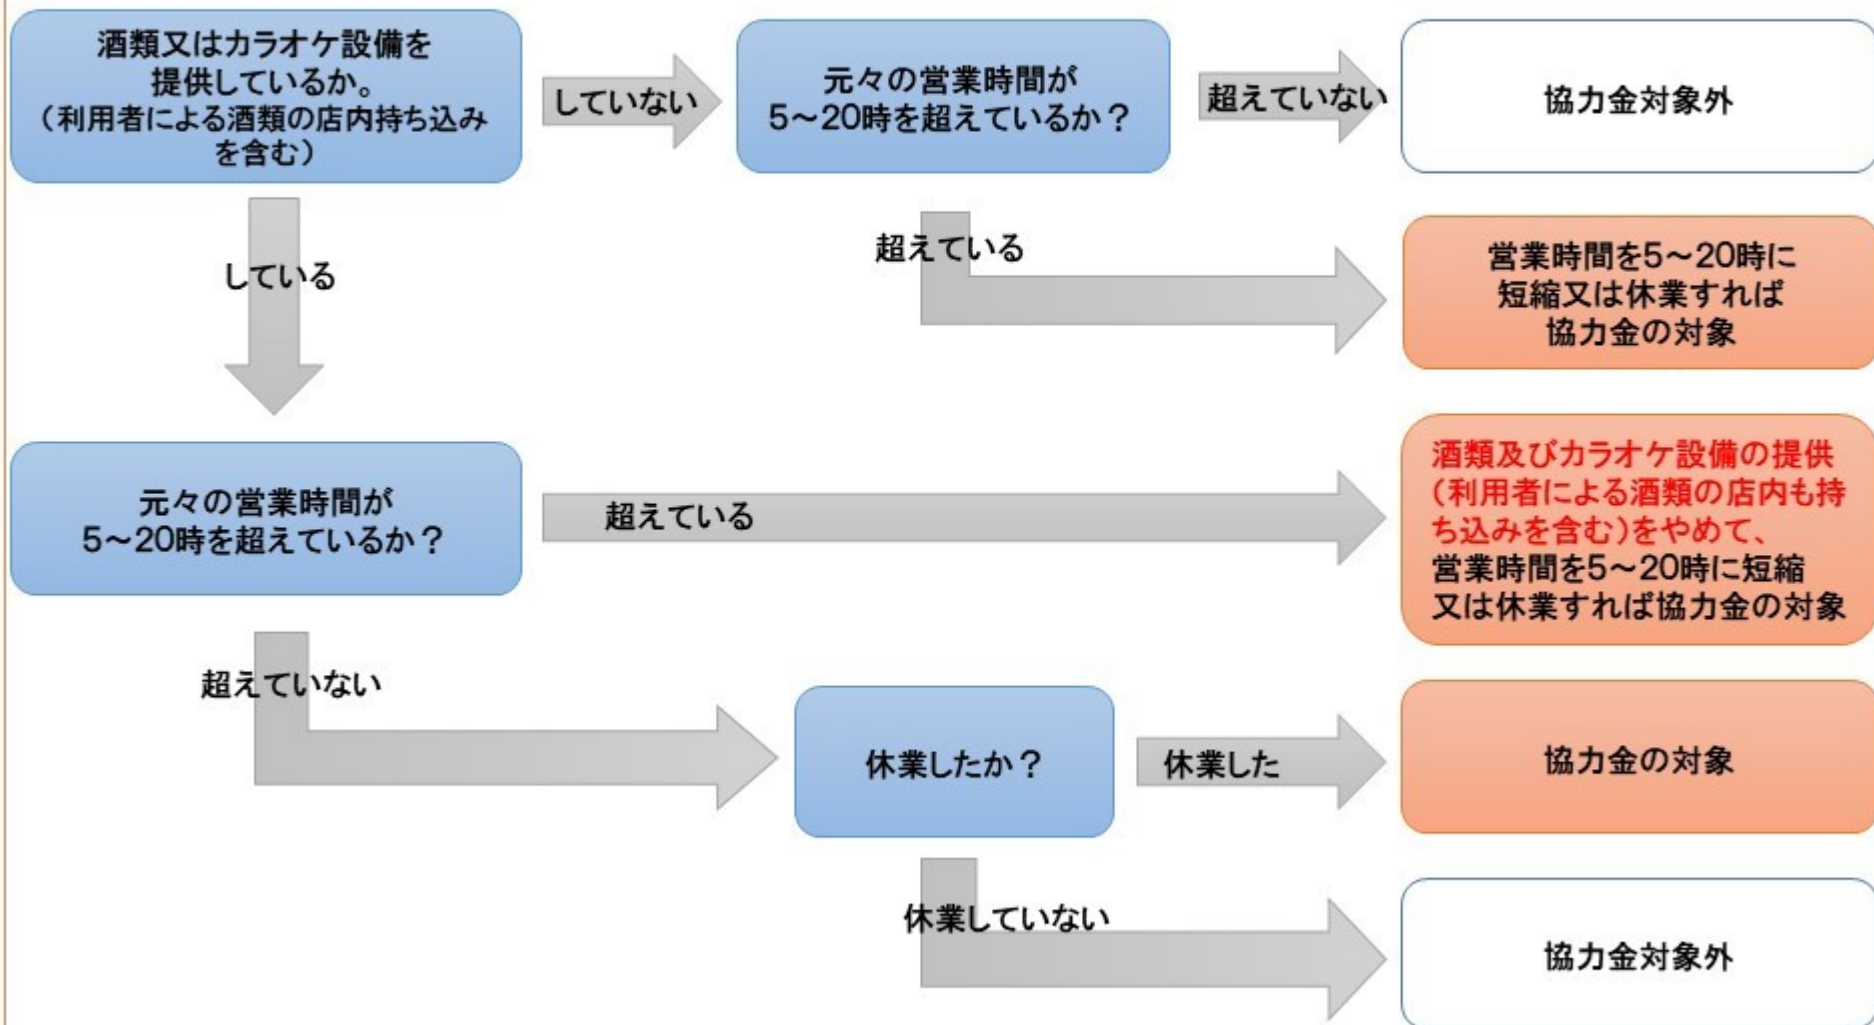 酒類又はカラオケ設備を
提供しているか。
（利用者による酒類の店内持ち込み
を含む）
していない
元々の営業時間が
5～20時を超えているか？
超えていない
協力金対象外
超えている
営業時間を5～20時に
短縮又は休業すれば
協力金の対象
している
元々の営業時間が
5～20時を超えているか？
超えている
酒類及びカラオケ設備の提供
（利用者による酒類の店内も持
ち込みを含む）をやめて、
営業時間を5～20時に短縮
又は休業すれば協力金の対象
超えていない
休業したか？
休業した
協力金の対象
休業していない
協力金対象外